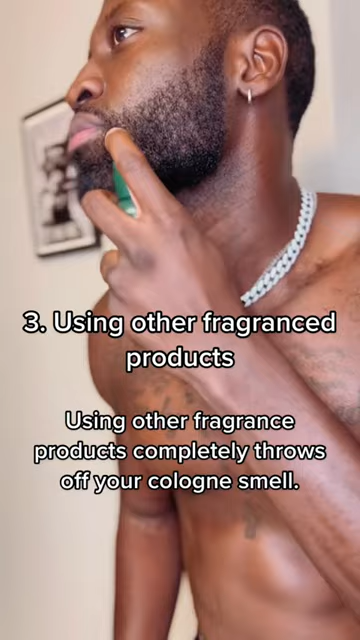 3. Using other fragranced
products
Using other fragrance
products completely throws
off your cologne smell.